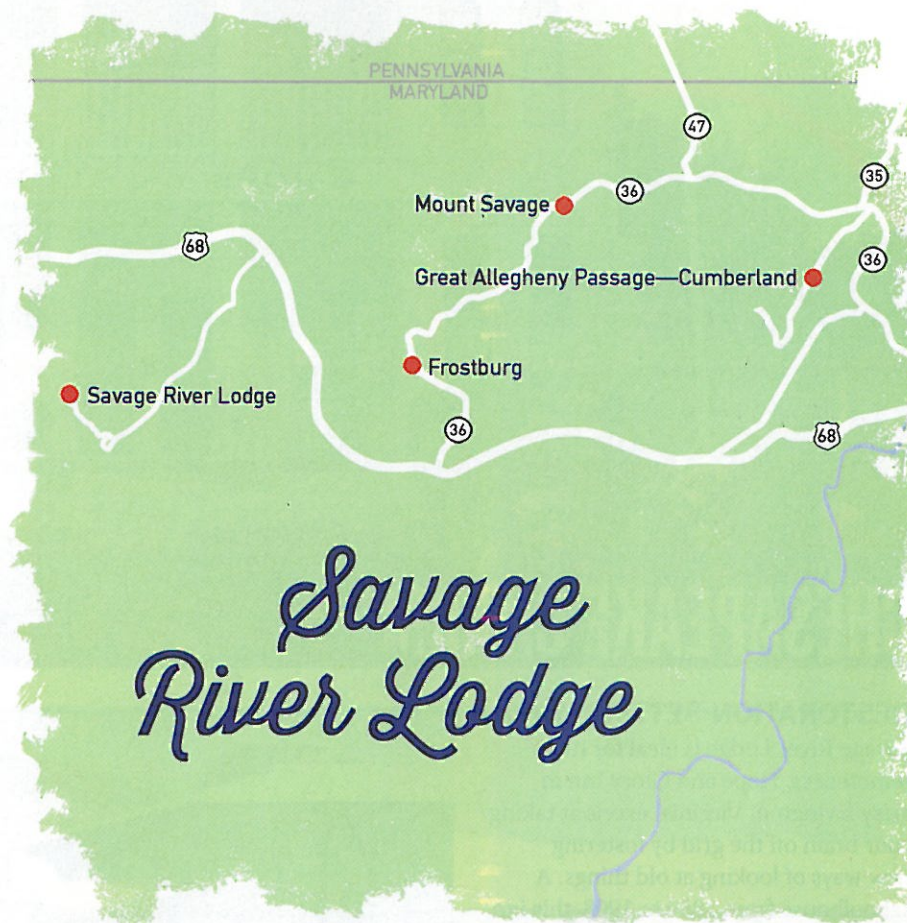 PENNSYLVANIA
MARYLAND
47
35
36
Mount Savage
68
36
Great Allegheny Passage—Cumberland
Frostburg
Savage River Lodge
36
68
Savage
River Lodge